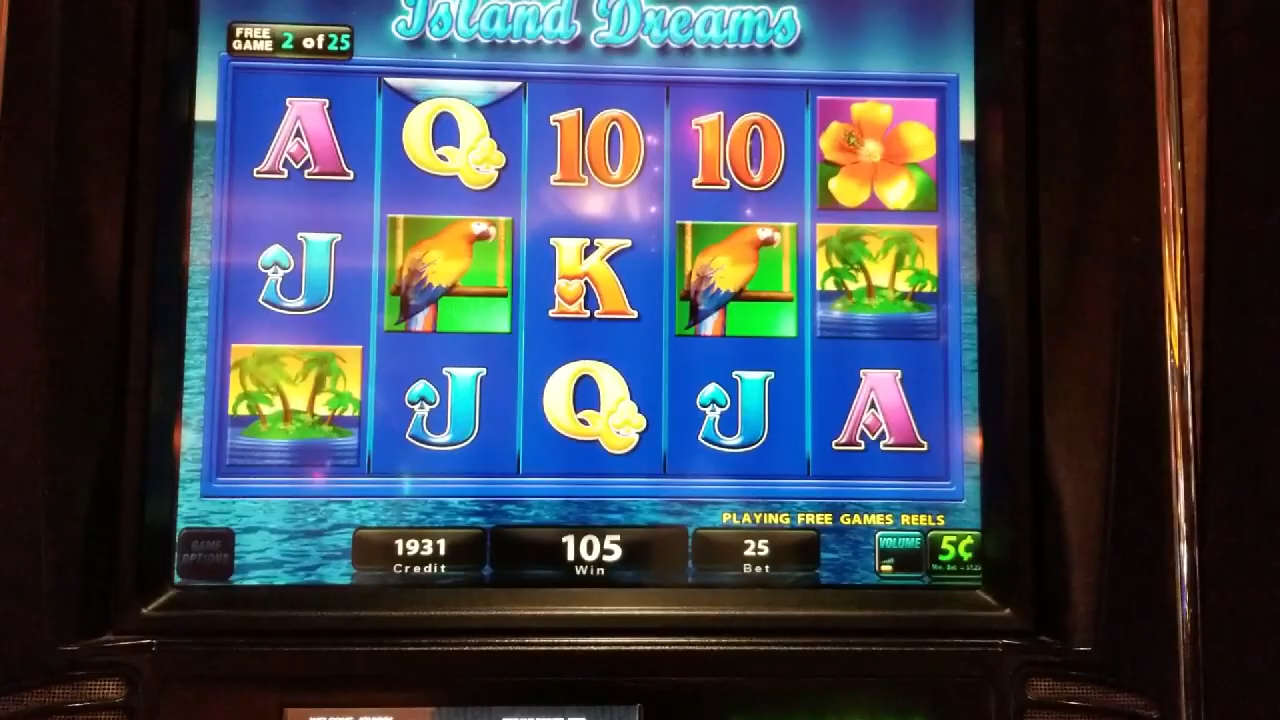 Island Dreams
FREE GAME 2 of 25
A Q 10 10
J K
J Q J A
PLAYING FREE GAMES REELS
GAME OPTIONS
1931
Credit
105
Win
25
Bet
VOLUME
5¢